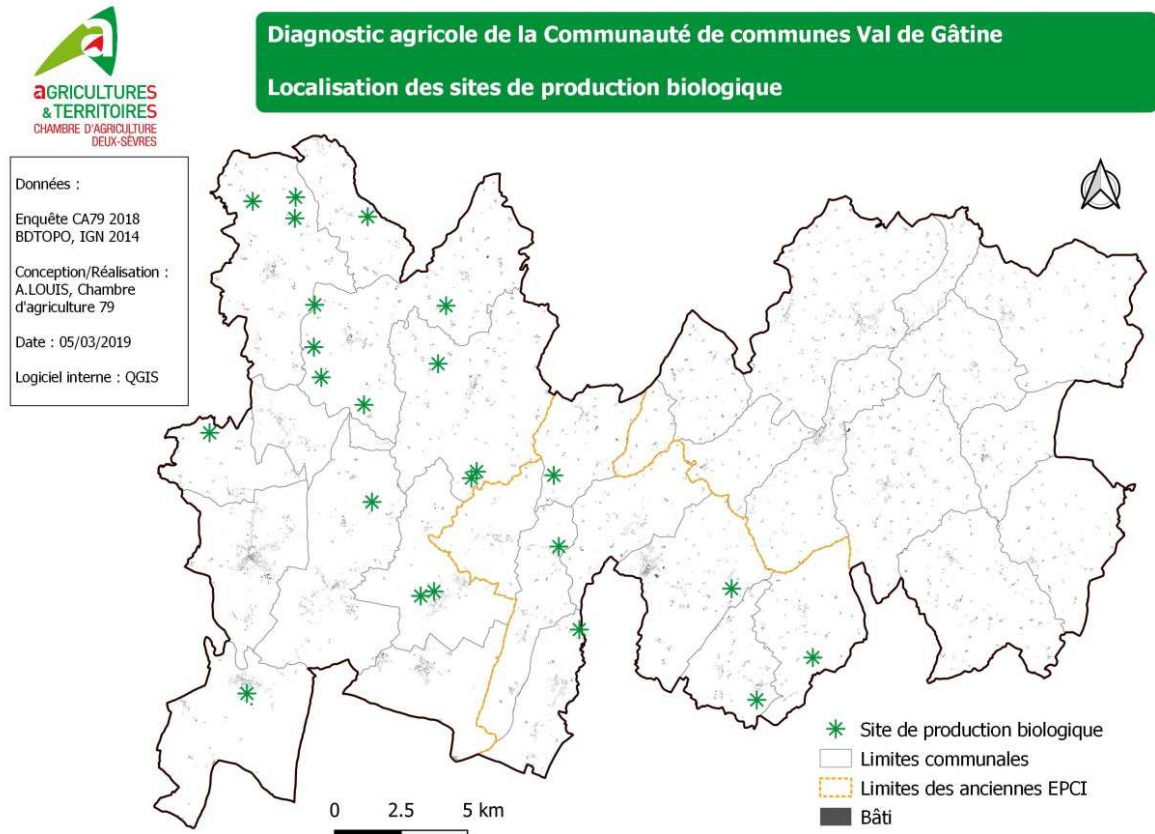 aGRICULTURES
& TERRITOIRES
CHAMBRE D'AGRICULTURE
DEUX-SÈVRES
Diagnostic agricole de la Communauté de communes Val de Gâtine
Localisation des sites de production biologique
Données :
Enquête CA79 2018
BDTOPO, IGN 2014
Conception/Réalisation :
A.LOUIS, Chambre
d'agriculture 79
Date : 05/03/2019
Logiciel interne : QGIS
Site de production biologique
Limites communales
Limites des anciennes EPCI
Bâti
0 2.5 5 km